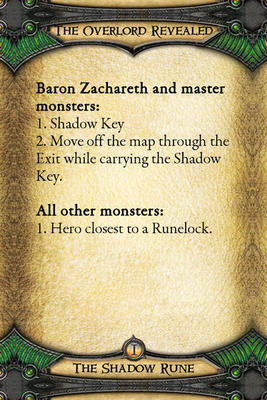 The Overlord Revealed
Baron Zachareth and master
monsters:
1. Shadow Key
2. Move off the map through the
Exit while carrying the Shadow
Key.
All other monsters:
1. Hero closest to a Runelock.
1
The Shadow Rune